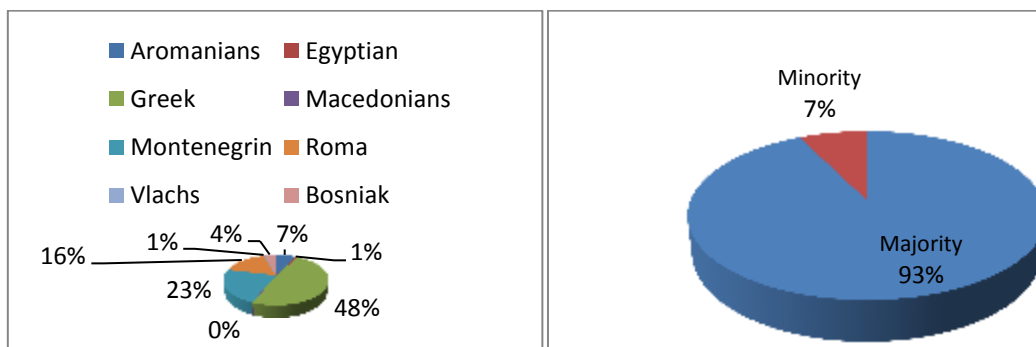 Aromanians Egyptian
Greek Macedonians
Montenegrin Roma
Vlachs Bosniak
4% 7%
1% 1%
16%
23% 48%
0%
Minority
7%
Majority
93%